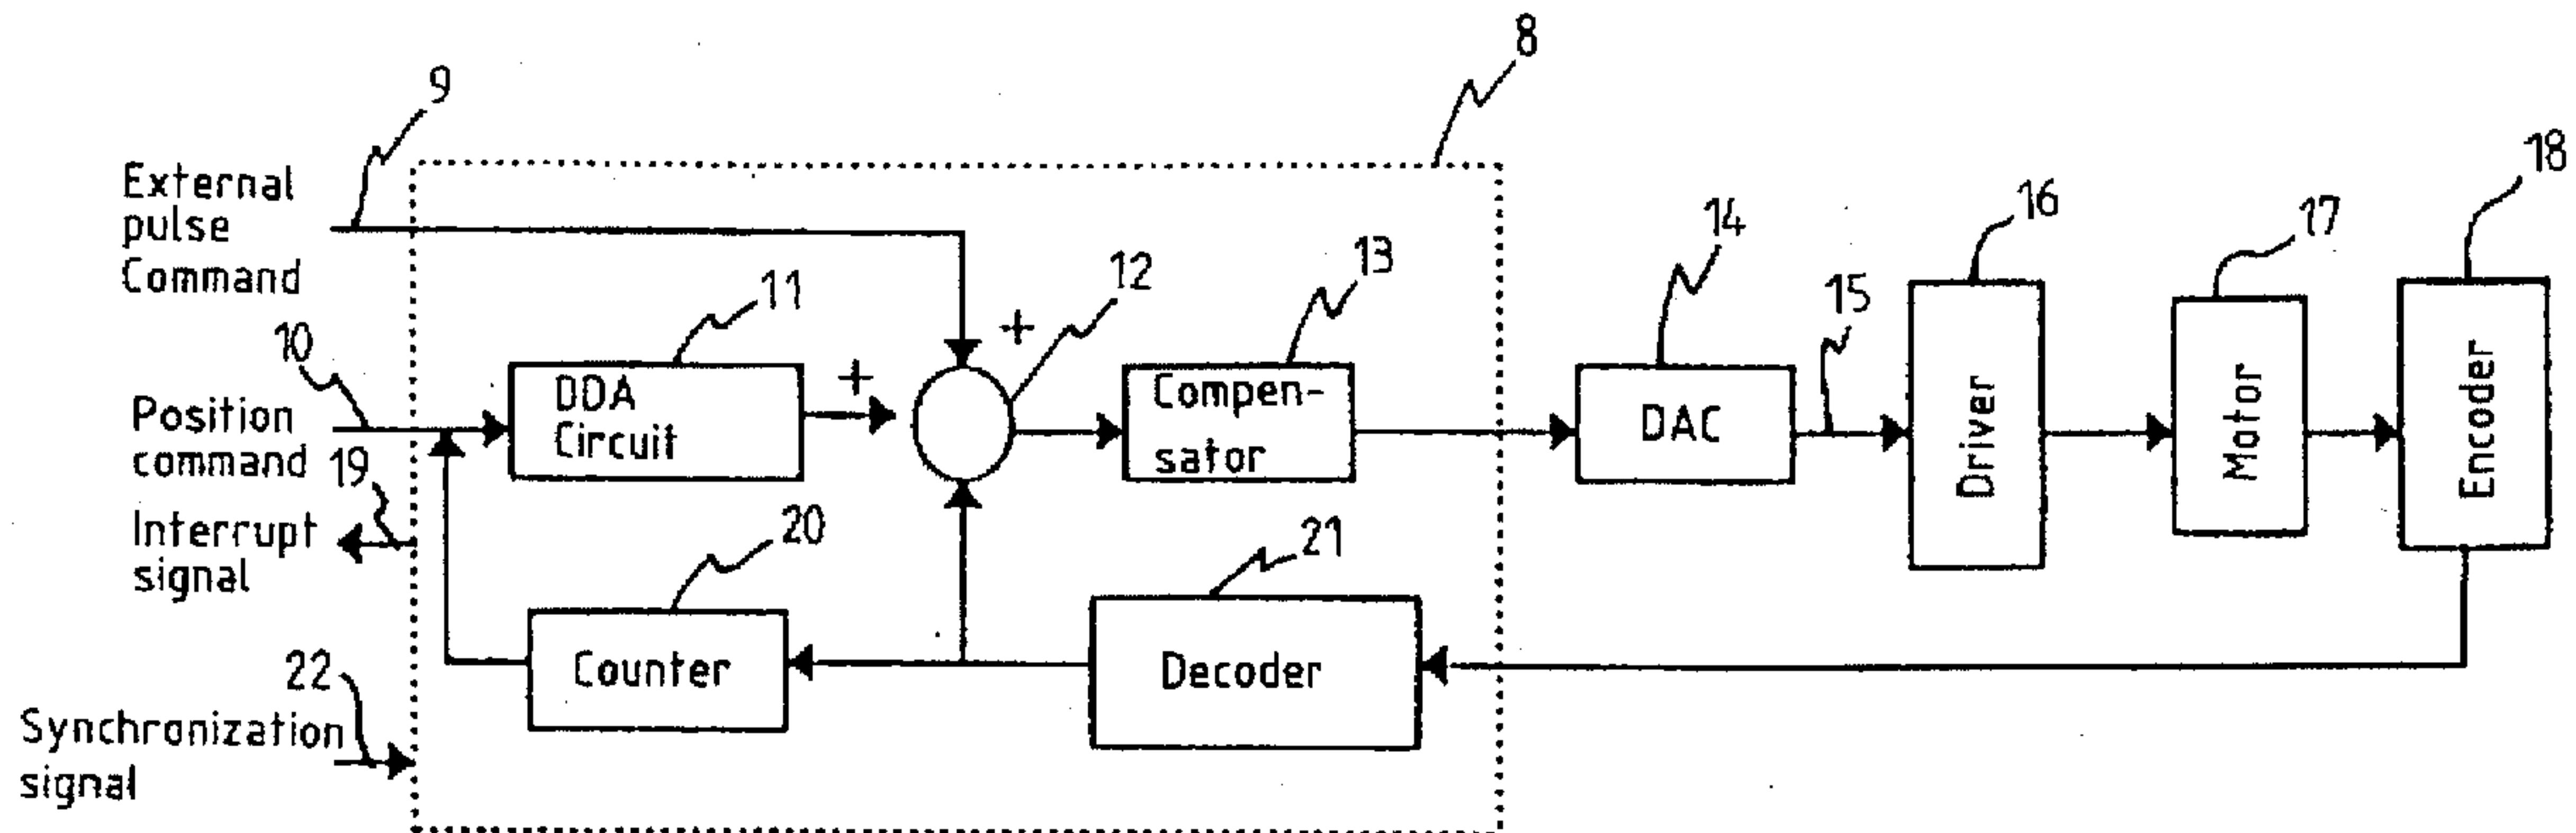 8
9
External
pulse
Command
18
14
16
17
13
12
11
15
10
+
+
DDA
Circuit
Compen-
sator
DAC
Driver
Motor
Encoder
Position
command
19
Interrupt
signal
20
21
Counter
Decoder
22
Synchronization
signal